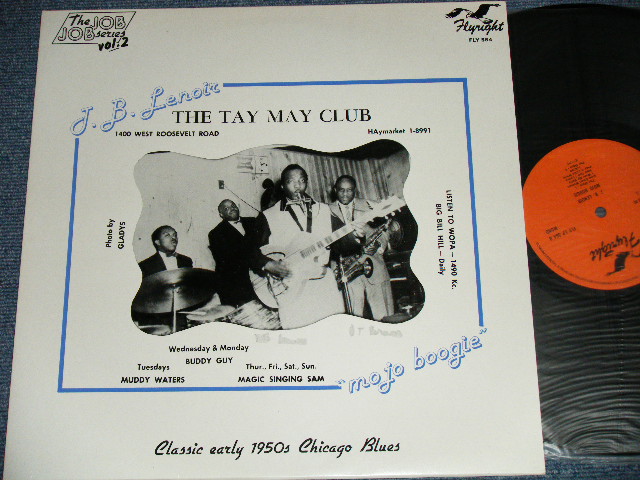 The JOB
JOB series
vol:2
Flyright
FLY 564
J. B. Lenoir
THE TAY MAY CLUB
1400 WEST ROOSEVELT ROAD
HAymarket 1-8991
Photo by
GLADYS
LISTEN TO WOPA — 1490 Kc.
BIG BILL HILL — Daily
Wednesday & Monday
BUDDY GUY
Tuesdays
MUDDY WATERS
Thur., Fri., Sat., Sun.
MAGIC SINGING SAM
"mojo boogie"
Classic early 1950s Chicago Blues
Flyright